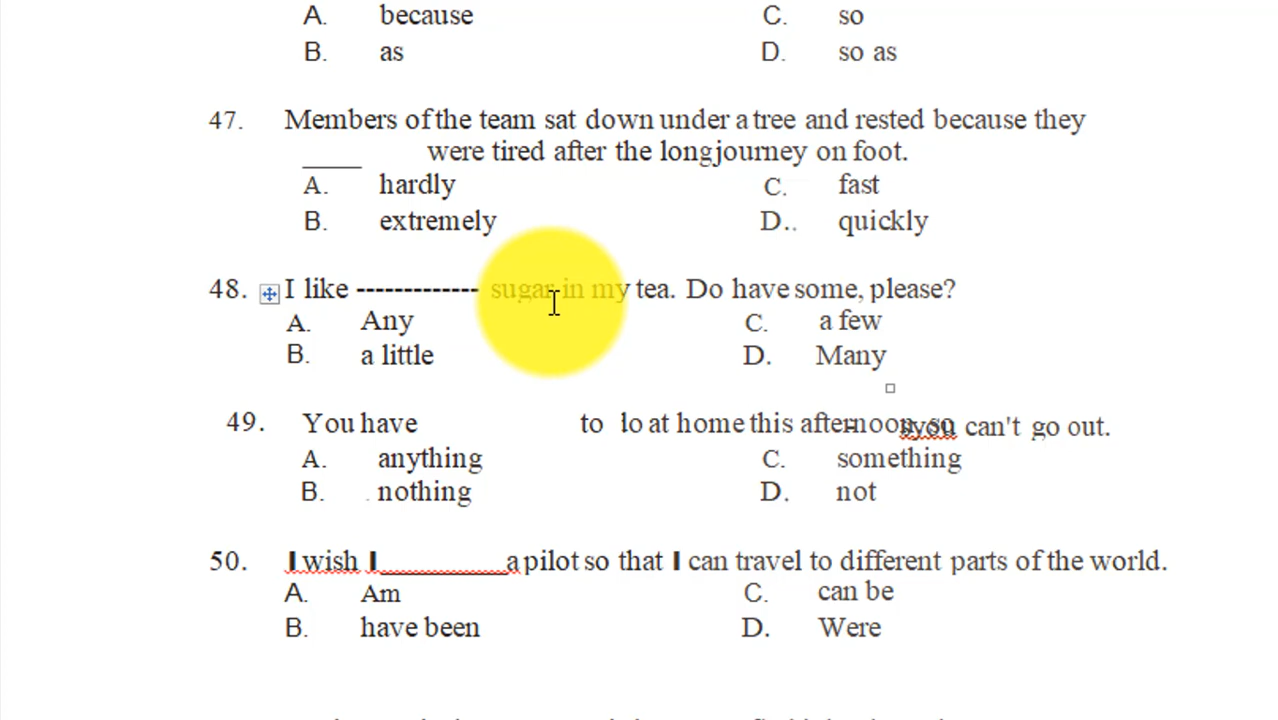 A. because C. so
B. as D. so as
47. Members of the team sat down under a tree and rested because they
____ were tired after the long journey on foot.
A. hardly C. fast
B. extremely D.. quickly
48. I like ------------- sugar in my tea. Do have some, please?
A. Any C. a few
B. a little D. Many
49. You have to lo at home this afternoon, so you can't go out.
A. anything C. something
B. nothing D. not
50. I wish I_________a pilot so that I can travel to different parts of the world.
A. Am C. can be
B. have been D. Were